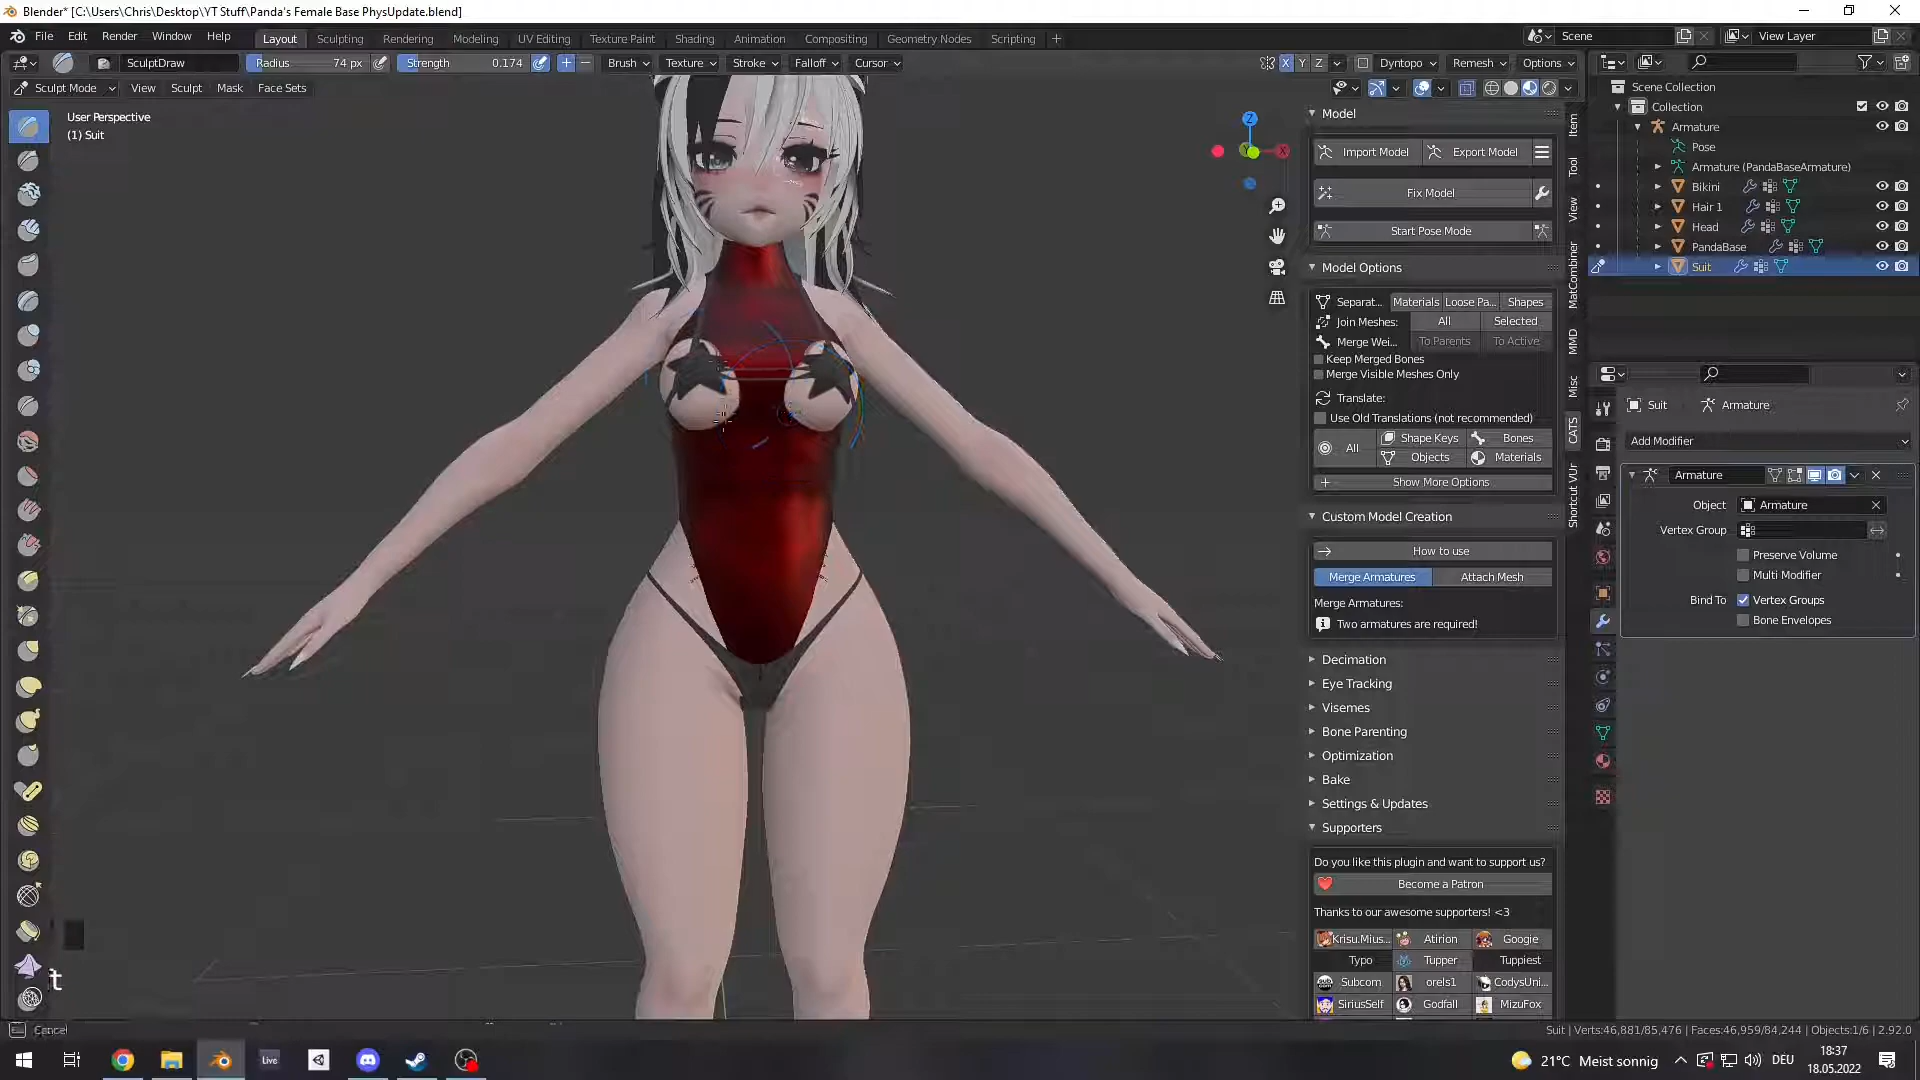 Blender* [C:\Users\Chris\Desktop\YT Stuff\Panda's Female Base PhysUpdate.blend]
File Edit Render Window Help Layout Sculpting Rendering Modeling UV Editing Texture Paint Shading Animation Compositing Geometry Nodes Scripting + Scene View Layer
SculptDraw Radius 74 px Strength 0.174 + − Brush Texture Stroke Falloff Cursor X Y Z Dyntopo Remesh Options
Sculpt Mode View Sculpt Mask Face Sets
User Perspective
(1) Suit
Z
X
Y
Model
Import Model Export Model
Fix Model
Start Pose Mode
Model Options
Separat... Materials Loose Pa... Shapes
Join Meshes: All Selected
Merge Wei... To Parents To Active
Keep Merged Bones
Merge Visible Meshes Only
Translate:
Use Old Translations (not recommended)
All Shape Keys Bones
Objects Materials
Show More Options
Custom Model Creation
How to use
Merge Armatures Attach Mesh
Merge Armatures:
Two armatures are required!
Decimation
Eye Tracking
Visemes
Bone Parenting
Optimization
Bake
Settings & Updates
Supporters
Do you like this plugin and want to support us?
Become a Patron
Thanks to our awesome supporters! <3
Krisu.Mius... Atirion Googie
Typo Tupper Tuppiest
Subcom orels1 CodysUni...
SiriusSelf Godfall MizuFox
Item
Tool
View
MatCombiner
MMD
Misc
CATS
Shortcut VUr
Scene Collection
Collection
Armature
Pose
Armature (PandaBaseArmature)
Bikini
Hair 1
Head
PandaBase
Suit
Suit Armature
Add Modifier
Armature
Object Armature
Vertex Group
Preserve Volume
Multi Modifier
Bind To Vertex Groups
Bone Envelopes
t
Cancel
Suit | Verts:46,881/85,476 | Faces:46,959/84,244 | Objects:1/6 | 2.92.0
Live
21°C Meist sonnig DEU 18:37
18.05.2022